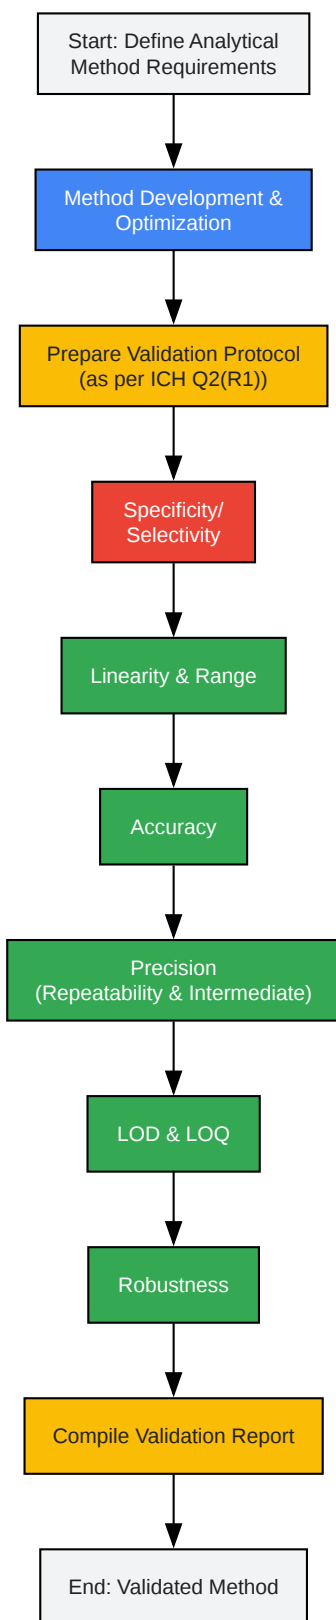 Start: Define Analytical
Method Requirements
Method Development &
Optimization
Prepare Validation Protocol
(as per ICH Q2(R1))
Specificity/
Selectivity
Linearity & Range
Accuracy
Precision
(Repeatability & Intermediate)
LOD & LOQ
Robustness
Compile Validation Report
End: Validated Method